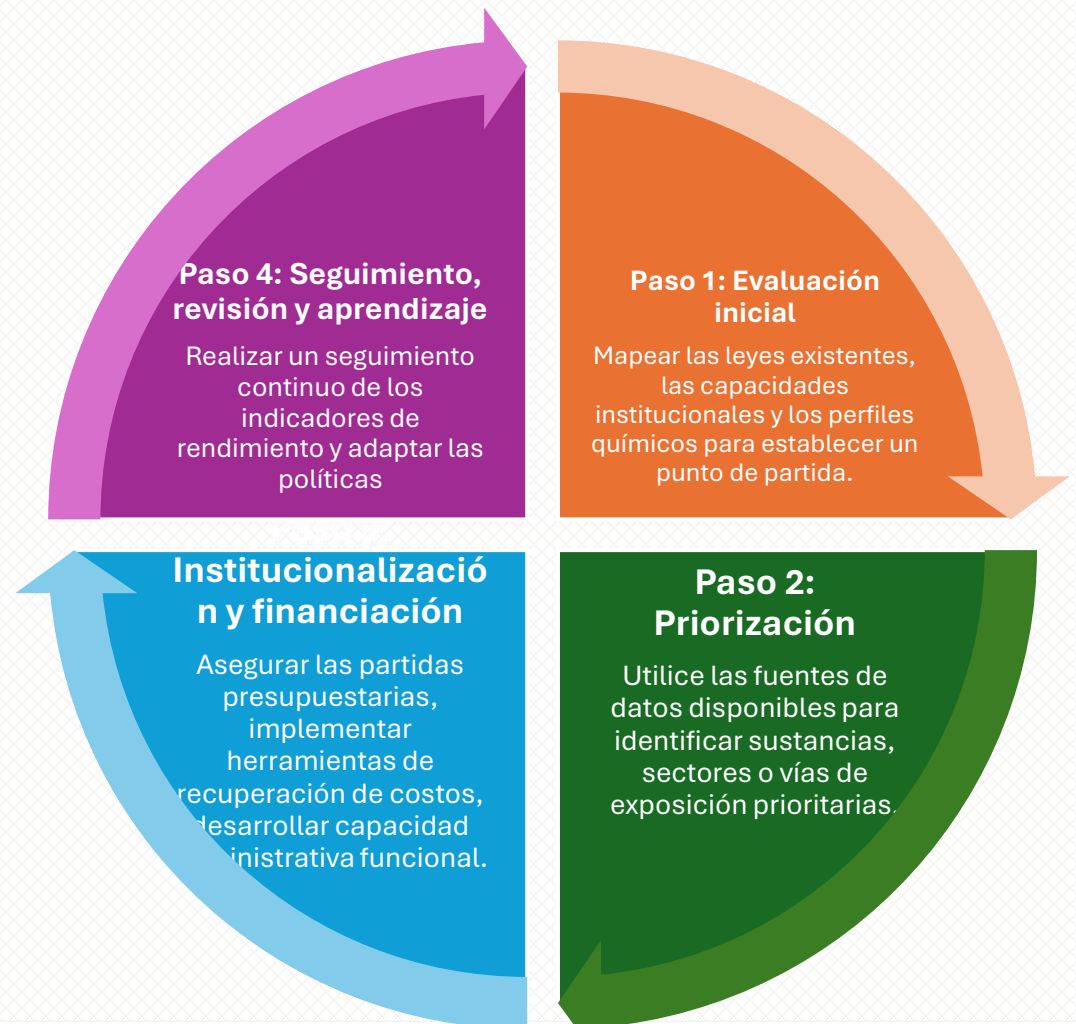 Paso 4: Seguimiento,
revisión y aprendizaje
Realizar un seguimiento
continuo de los
indicadores de
rendimiento y adaptar las
políticas
Paso 1: Evaluación
inicial
Mapear las leyes existentes,
las capacidades
institucionales y los perfiles
químicos para establecer un
punto de partida.
Institucionalizació
n y financiación
Asegurar las partidas
presupuestarias,
implementar
herramientas de
recuperación de costos,
desarrollar capacidad
inistrativa funcional.
Paso 2:
Priorización
Utilice las fuentes de
datos disponibles para
identificar sustancias,
sectores o vías de
exposición prioritarias.